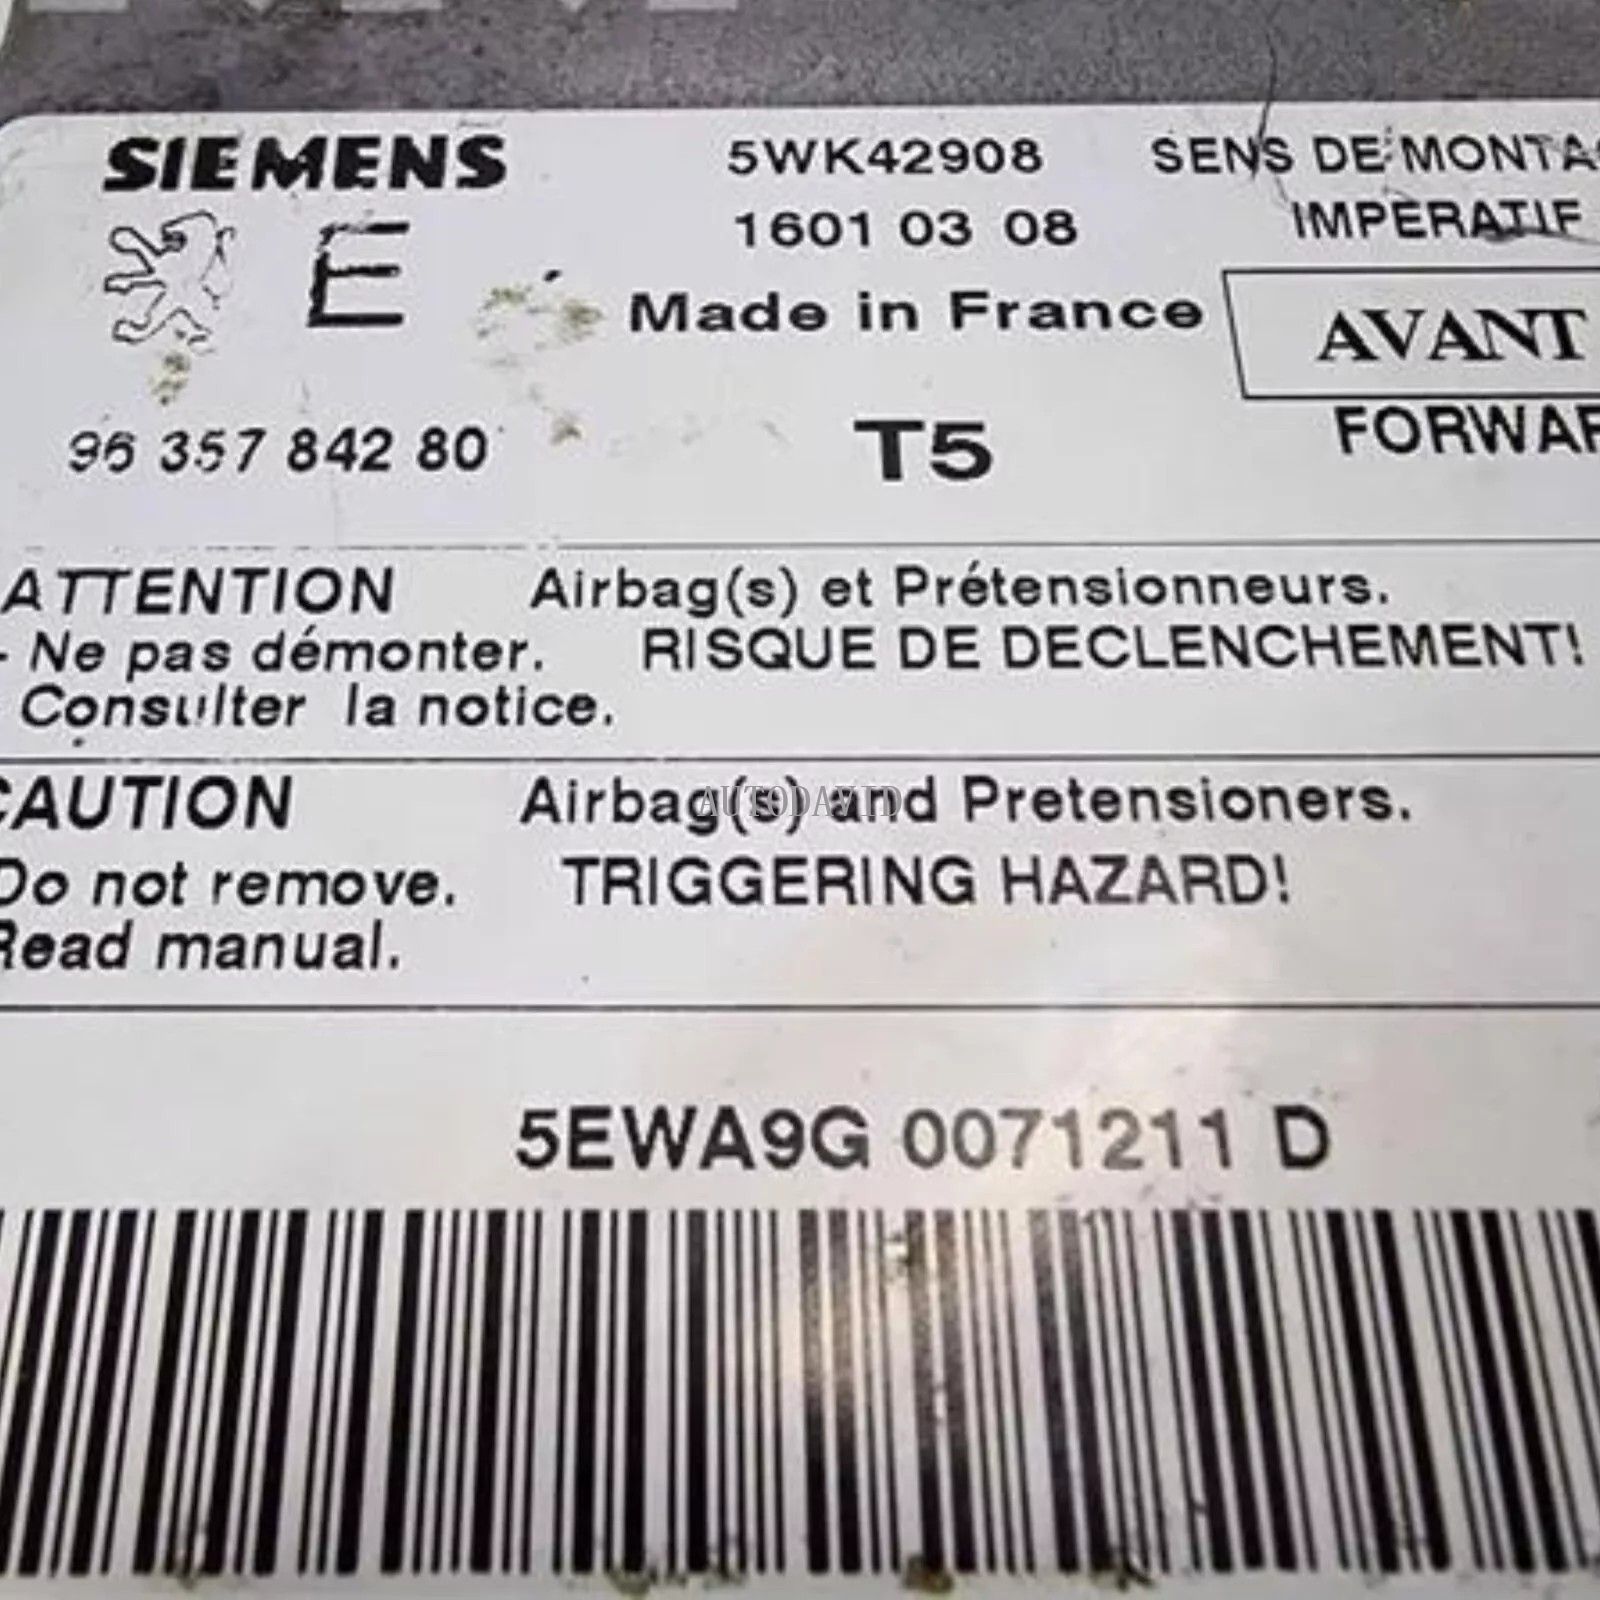 SIEMENS 5WK42908 SENS DE MONTA
E 1601 03 08 IMPERATIF
Made in France AVANT
96 357 842 80 T5 FORWAR
ATTENTION Airbag(s) et Prétensionneurs.
- Ne pas démonter. RISQUE DE DECLENCHEMENT!
Consulter la notice.
CAUTION Airbag(s) and Pretensioners.
AUTODAVID
Do not remove. TRIGGERING HAZARD!
Read manual.
5EWA9G 0071211 D